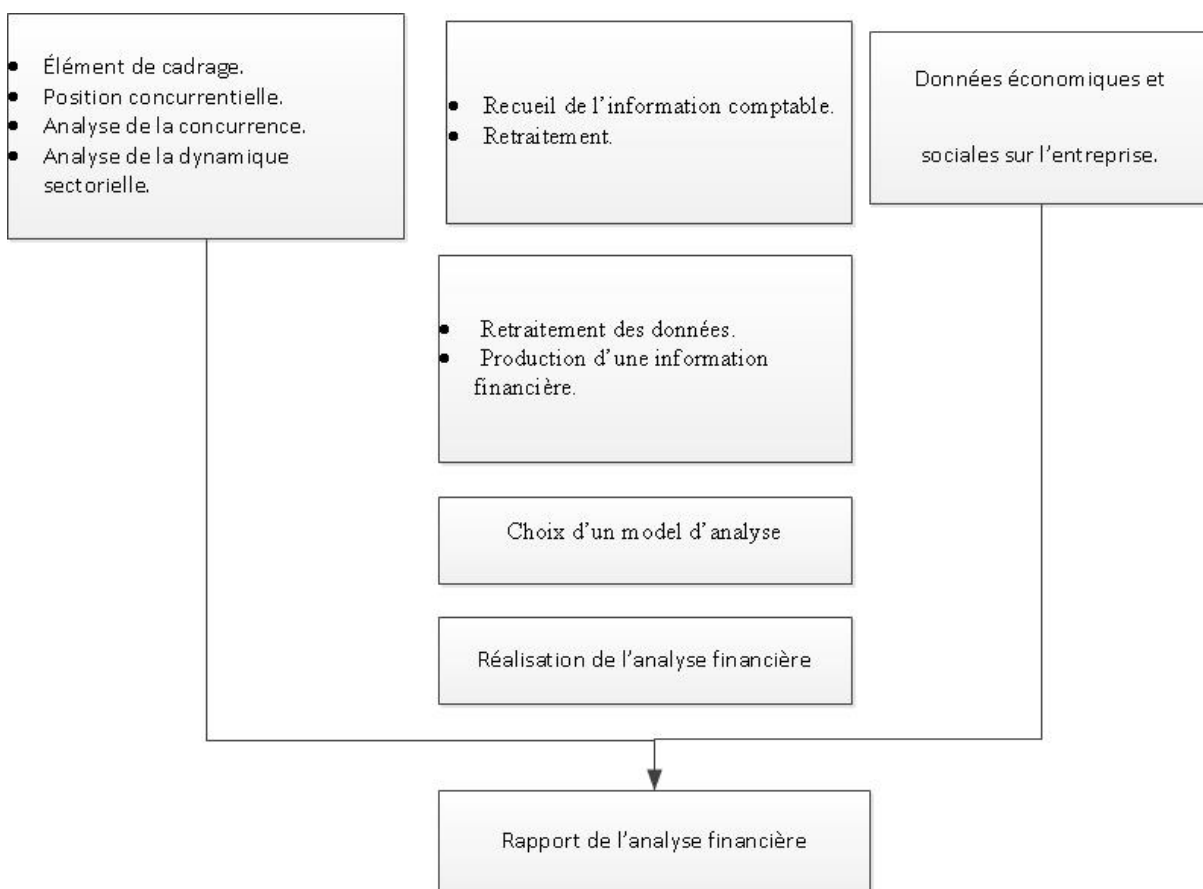 • Élément de cadrage.
• Position concurrentielle.
• Analyse de la concurrence.
• Analyse de la dynamique
sectorielle.
• Recueil de l'information comptable.
• Retraitement.
Données économiques et
sociales sur l'entreprise.
• Retraitement des données.
• Production d'une information
financière.
Choix d'un model d'analyse
Réalisation de l'analyse financière
Rapport de l'analyse financière